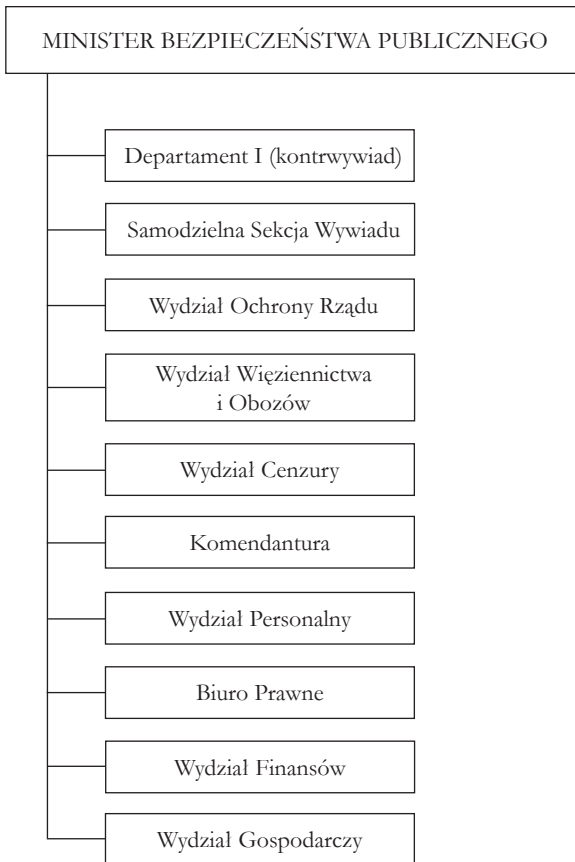 MINISTER BEZPIECZEŃSTWA PUBLICZNEGO
Departament I (kontrwywiad)
Samodzielna Sekcja Wywiadu
Wydział Ochrony Rządu
Wydział Więziennictwa
i Obozów
Wydział Cenzury
Komendantura
Wydział Personalny
Biuro Prawne
Wydział Finansów
Wydział Gospodarczy